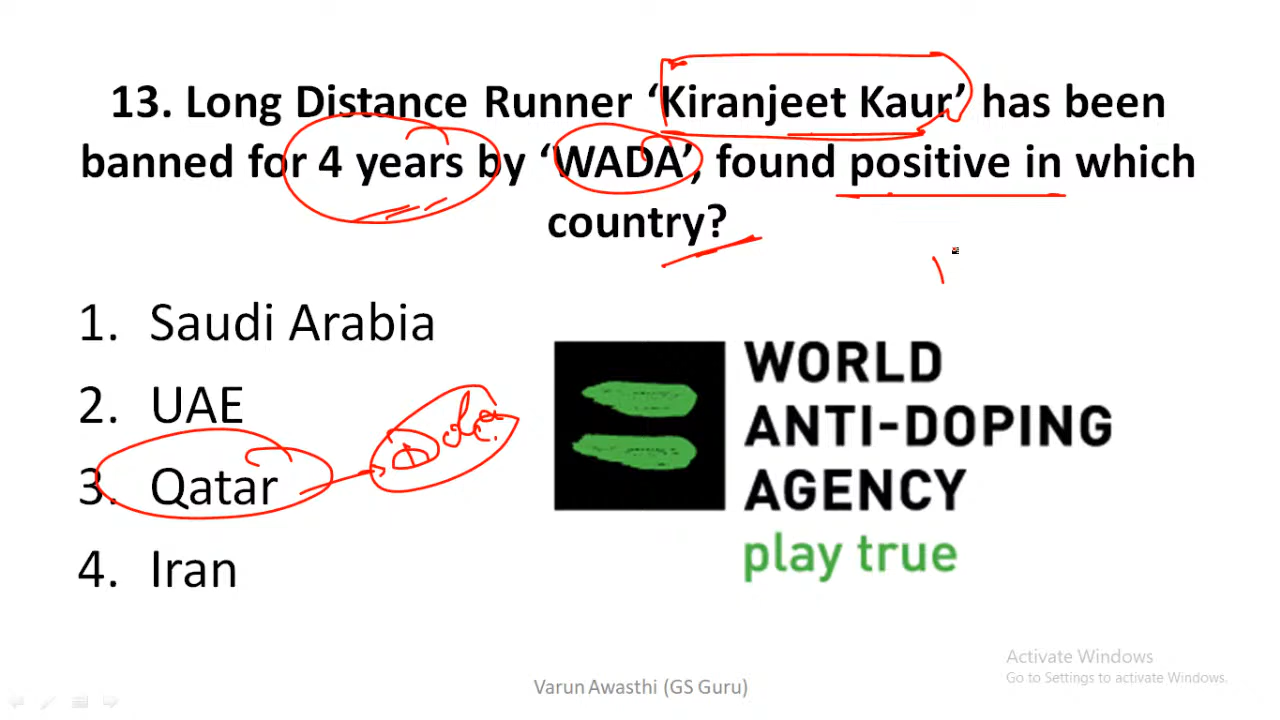 13. Long Distance Runner ‘Kiranjeet Kaur’ has been
banned for 4 years by ‘WADA’, found positive in which
country?
1. Saudi Arabia
2. UAE
3. Qatar
4. Iran
WORLD
ANTI-DOPING
AGENCY
play true
Activate Windows
Go to Settings to activate Windows.
Varun Awasthi (GS Guru)